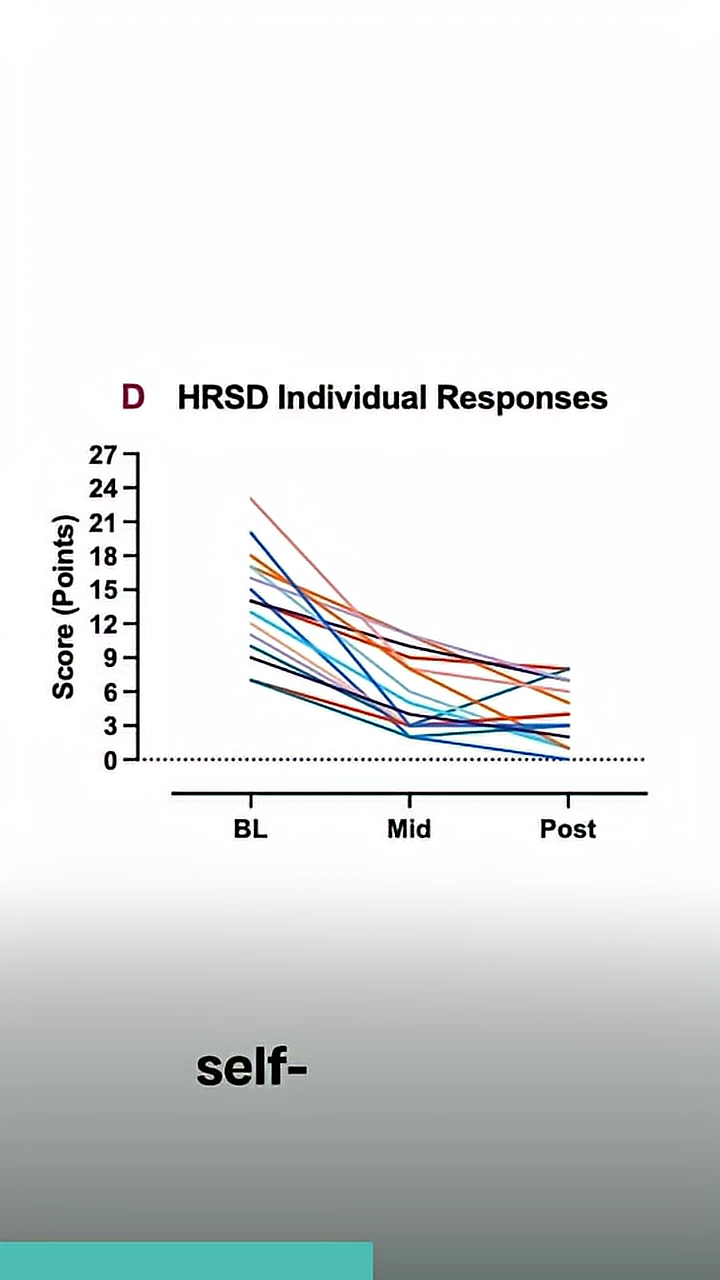 D HRSD Individual Responses
Score (Points)
27
24
21
18
15
12
9
6
3
0
BL Mid Post
self-